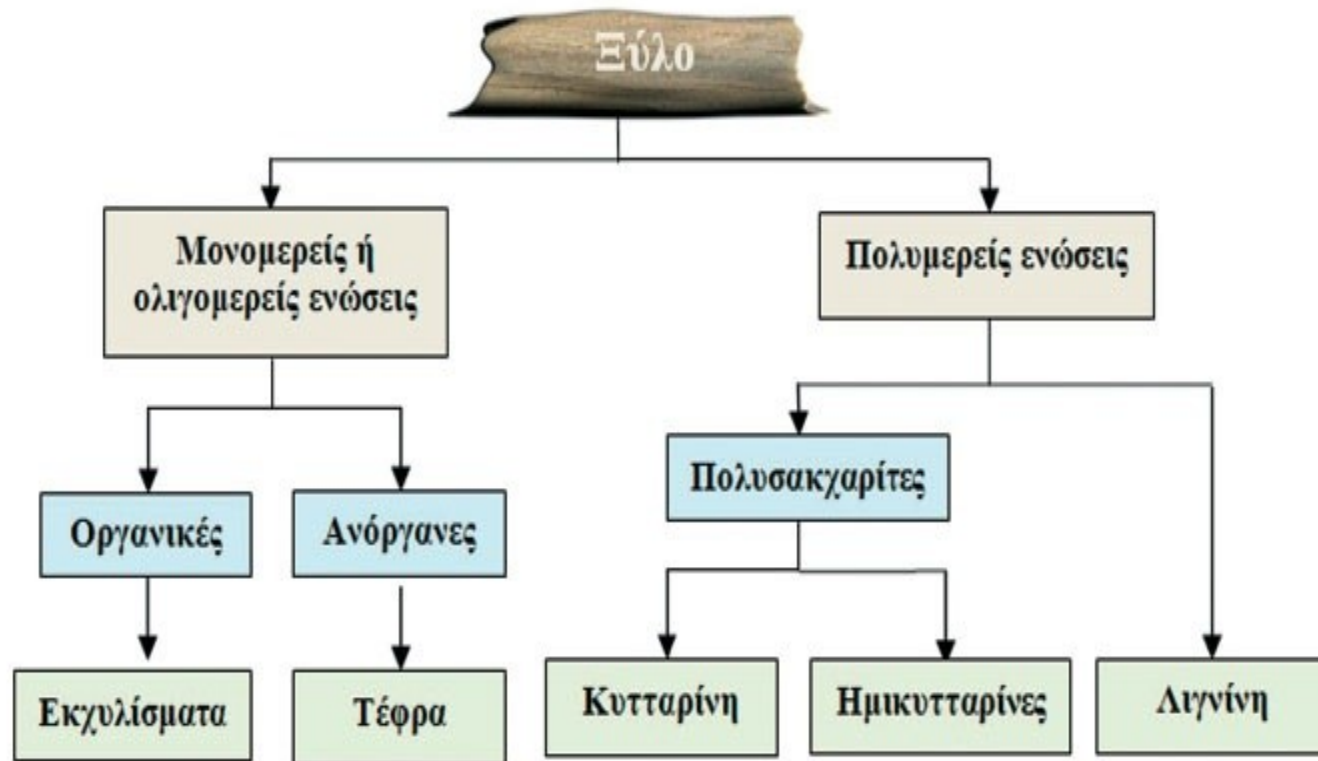 Ξύλο
Μονομερείς ή
ολιγομερείς ενώσεις
Πολυμερείς ενώσεις
Πολυσακχαρίτες
Οργανικές
Ανόργανες
Εκχυλίσματα
Τέφρα
Κυτταρίνη
Ημικυτταρίνες
Λιγνίνη